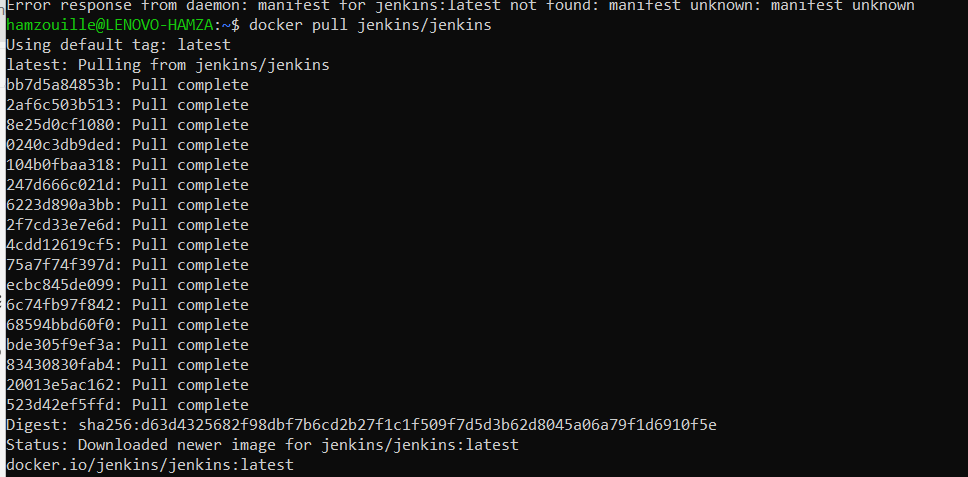 Error response from daemon: manifest for jenkins:latest not found: manifest unknown: manifest unknown
hamzouille@LENOVO-HAMZA:~$ docker pull jenkins/jenkins
Using default tag: latest
latest: Pulling from jenkins/jenkins
bb7d5a84853b: Pull complete
2af6c503b513: Pull complete
8e25d0cf1080: Pull complete
0240c3db9ded: Pull complete
104b0fbaa318: Pull complete
247d666c021d: Pull complete
6223d890a3bb: Pull complete
2f7cd33e7e6d: Pull complete
4cdd12619cf5: Pull complete
75a7f74f397d: Pull complete
ecbc845de099: Pull complete
6c74fb97f842: Pull complete
68594bbd60f0: Pull complete
bde305f9ef3a: Pull complete
83430830fab4: Pull complete
20013e5ac162: Pull complete
523d42ef5ffd: Pull complete
Digest: sha256:d63d4325682f98dbf7b6cd2b27f1c1f509f7d5d3b62d8045a06a79f1d6910f5e
Status: Downloaded newer image for jenkins/jenkins:latest
docker.io/jenkins/jenkins:latest